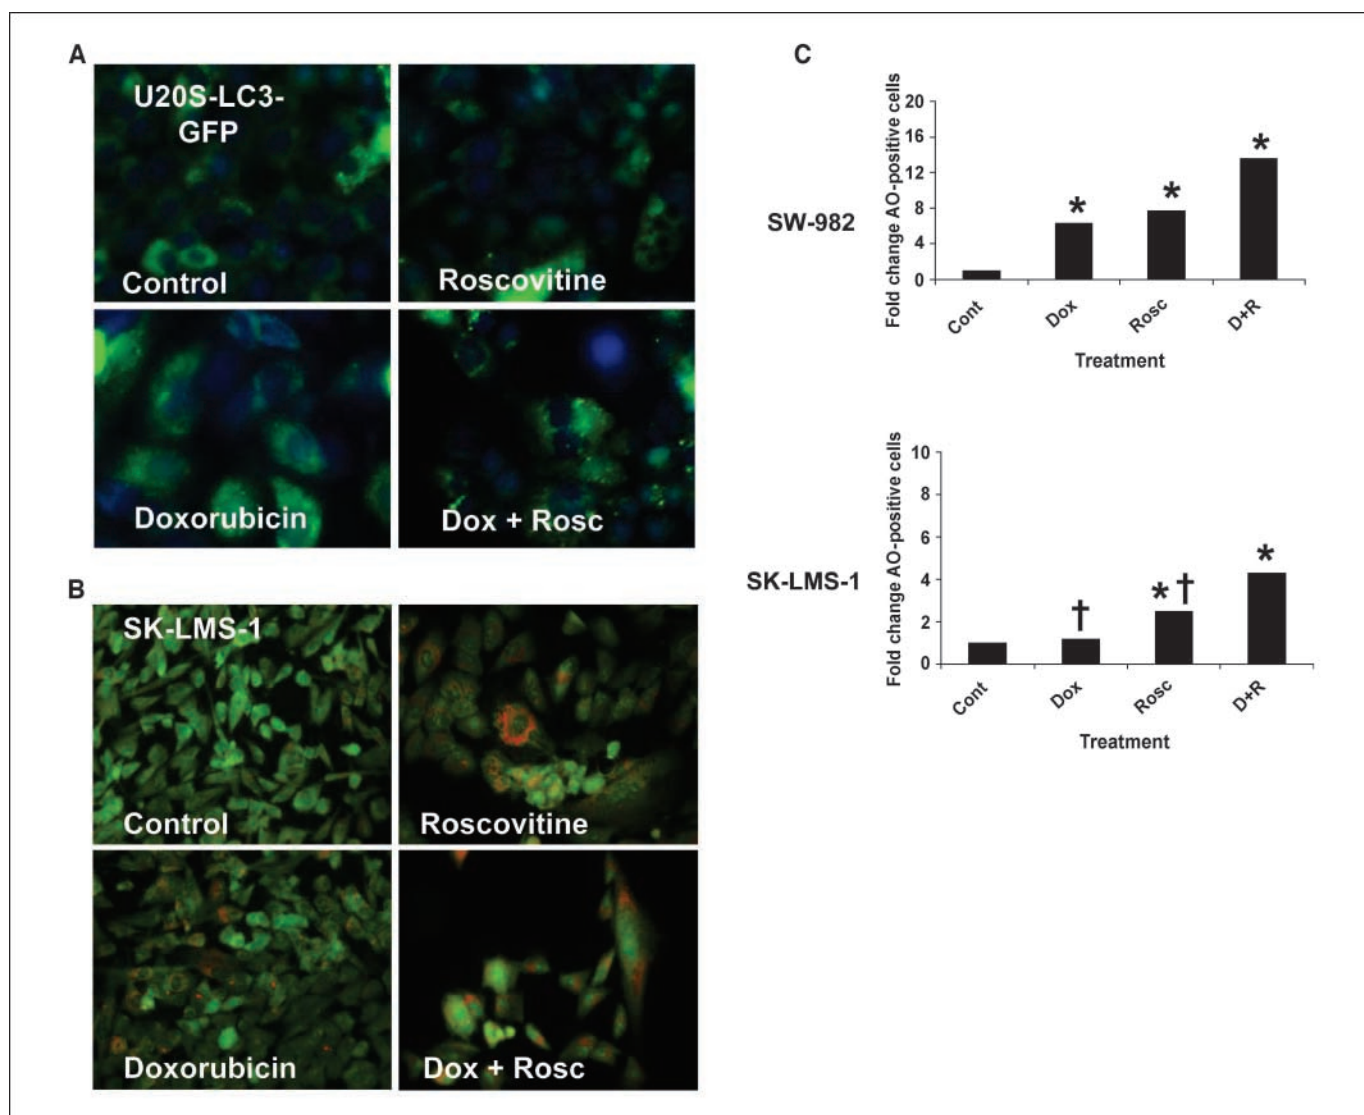 A
U20S-LC3-
GFP
Control
Roscovitine
Doxorubicin
Dox + Rosc
B
SK-LMS-1
Control
Roscovitine
Doxorubicin
Dox + Rosc
C
SW-982
Fold change AO-positive cells
20
16
12
8
4
0
*
*
*
Cont
Dox
Rosc
D+R
Treatment
SK-LMS-1
Fold change AO-positive cells
10
8
6
4
2
0
†
*†
*
Cont
Dox
Rosc
D+R
Treatment